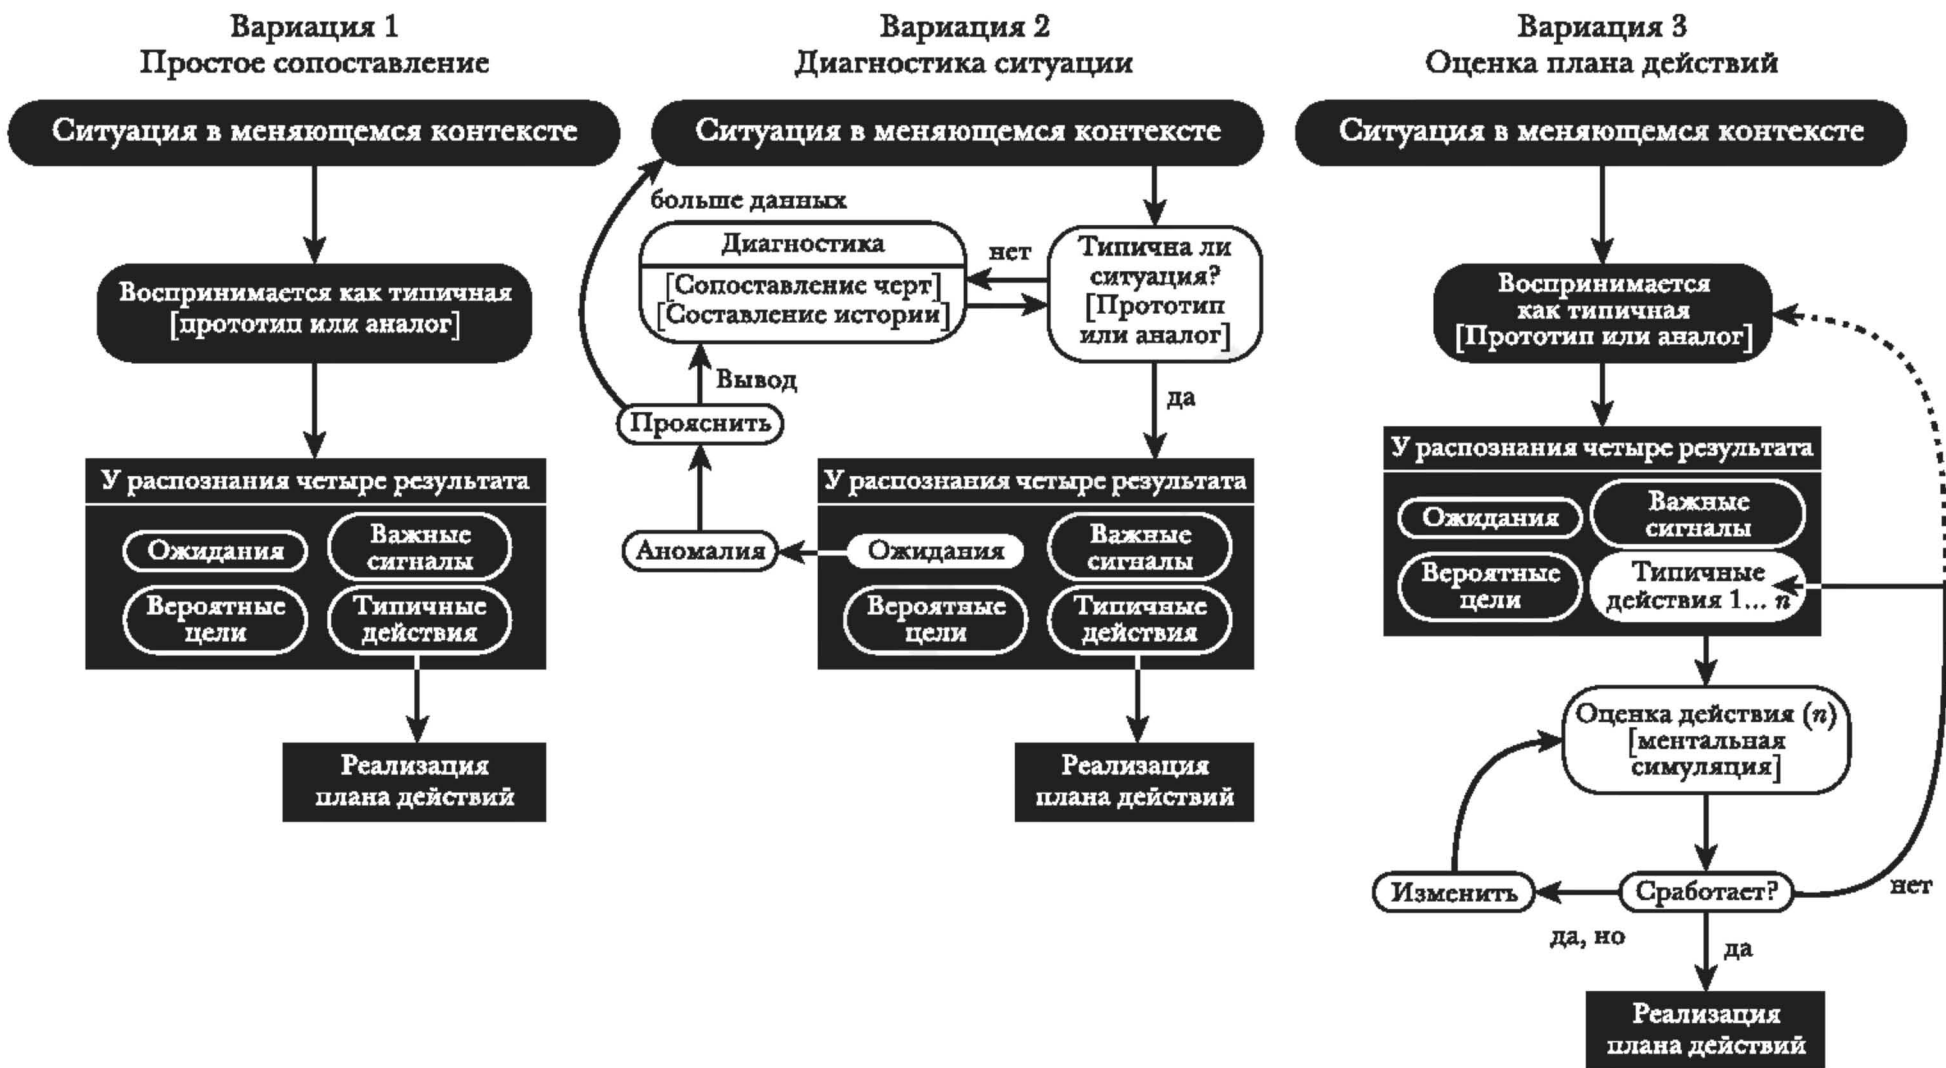 Вариация 1
Простое сопоставление
Ситуация в меняющемся контексте
Воспринимается как типичная
[прототип или аналог]
У распознания четыре результата
Ожидания
Важные
сигналы
Вероятные
цели
Типичные
действия
Реализация
плана действий
Вариация 2
Диагностика ситуации
Ситуация в меняющемся контексте
больше данных
Диагностика
[Сопоставление черт]
[Составление истории]
нет
Типична ли
ситуация?
[Прототип
или аналог]
Вывод
да
Прояснить
Аномалия
У распознания четыре результата
Ожидания
Важные
сигналы
Вероятные
цели
Типичные
действия
Реализация
плана действий
Вариация 3
Оценка плана действий
Ситуация в меняющемся контексте
Воспринимается
как типичная
[Прототип или аналог]
У распознания четыре результата
Ожидания
Важные
сигналы
Вероятные
цели
Типичные
действия 1... n
Оценка действия (n)
[ментальная
симуляция]
Изменить
Сработает?
нет
да, но
да
Реализация
плана действий